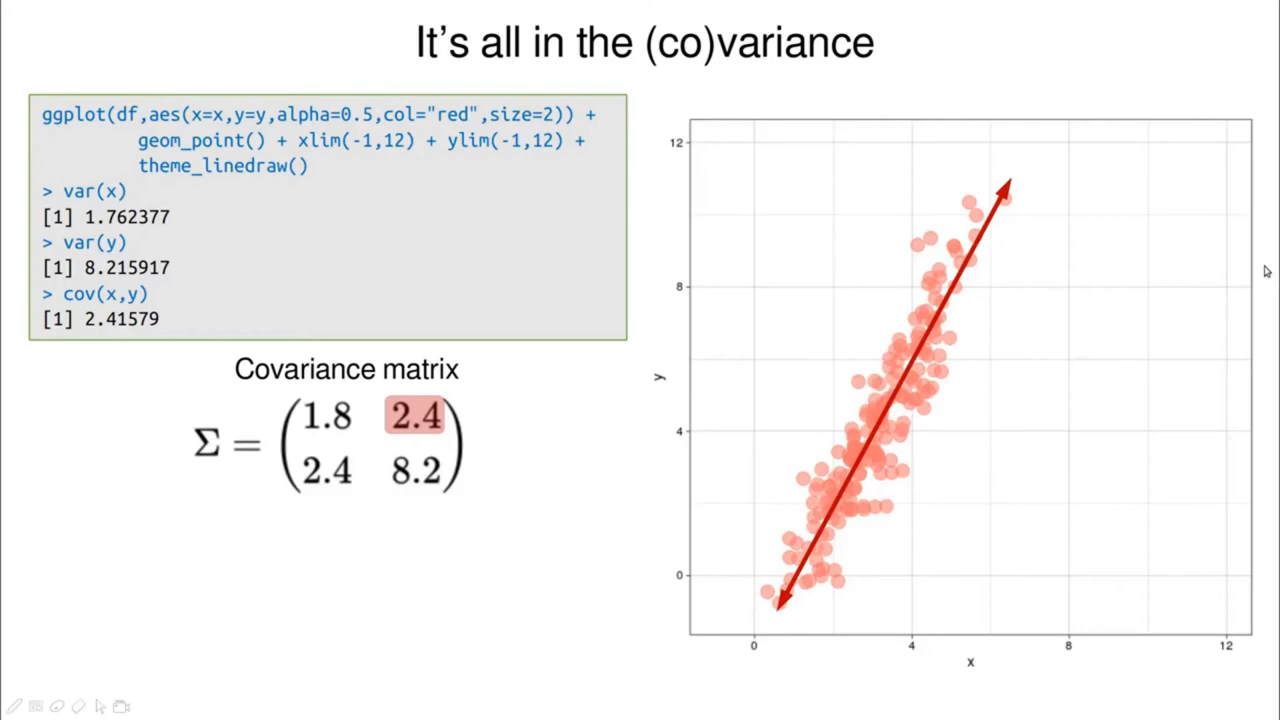 It's all in the (co)variance
ggplot(df,aes(x=x,y=y,alpha=0.5,col="red",size=2)) +
geom_point() + xlim(-1,12) + ylim(-1,12) +
theme_linedraw()
> var(x)
[1] 1.762377
> var(y)
[1] 8.215917
> cov(x,y)
[1] 2.41579
Covariance matrix
Σ = (1.8 2.4
2.4 8.2)
12
8
y
4
0
0 4 8 12
x